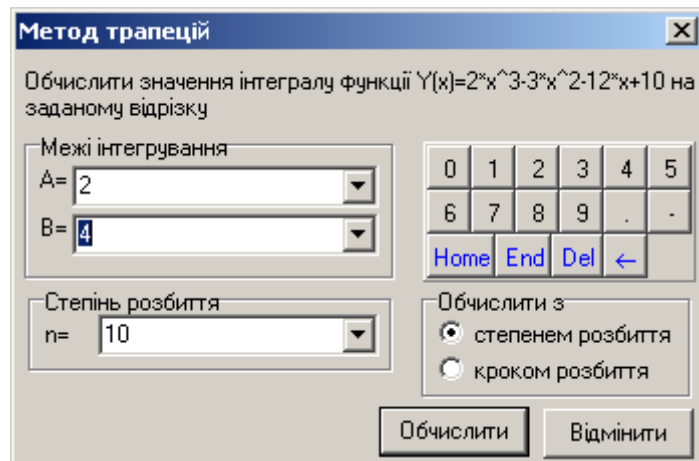 Метод трапецій
Обчислити значення інтегралу функції Y(x)=2*x^3-3*x^2-12*x+10 на
заданому відрізку
Межі інтегрування
A= 2
B= 4
0 1 2 3 4 5
6 7 8 9 . -
Home End Del ←
Степінь розбиття
n= 10
Обчислити з
степенем розбиття
кроком розбиття
Обчислити Відмінити